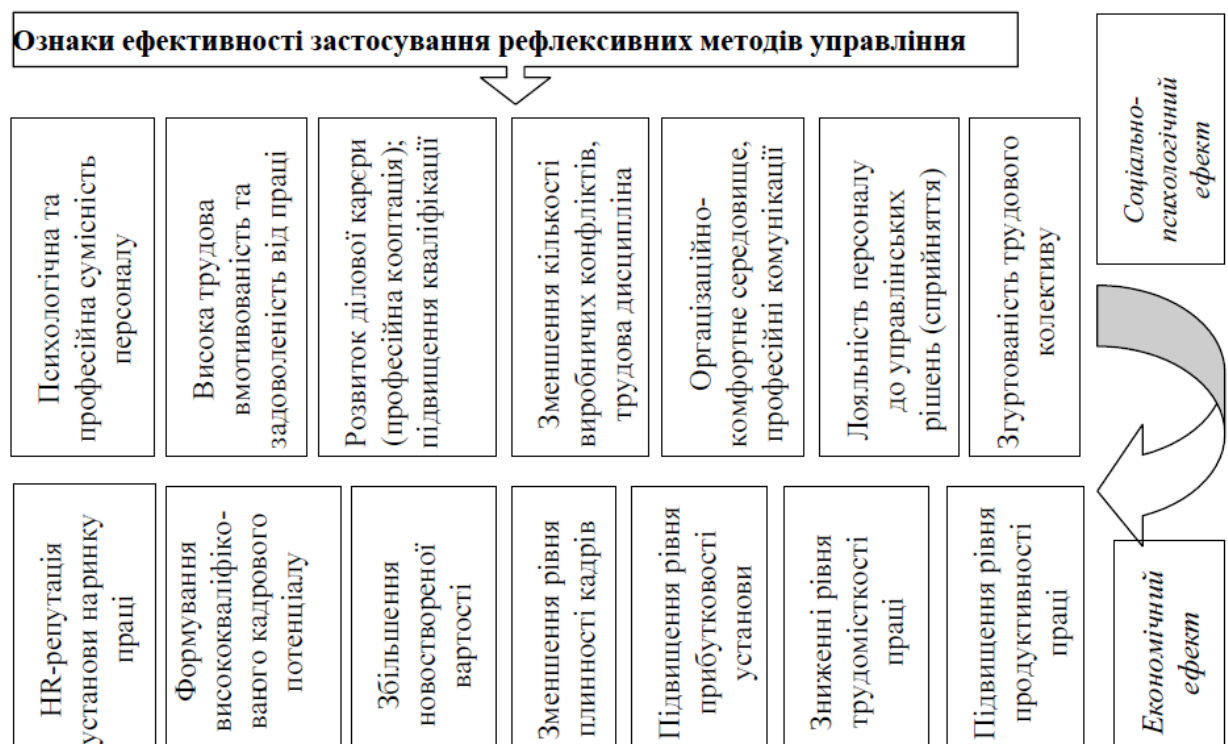 Ознаки ефективності застосування рефлексивних методів управління
Психологічна та
професійна сумісність
персоналу
Висока трудова
вмотивованість та
задоволеність від праці
Розвиток ділової карєри
(професійна кооптація);
підвищення кваліфікації
Зменшення кількості
виробничих конфліктів,
трудова дисципліна
Оргацізаційно-
комфортне середовище,
професійні комунікації
Лояльність персоналу
до управлінських
рішень (сприйняття)
Згуртованість трудового
колективу
Соціально-
психологічний
ефект
HR-репутація
установи наринку
праці
Формування
висококваліфіко-
ваного кадрового
потенціалу
Збільшення
новоствореної
вартості
Зменшення рівня
плинності кадрів
Підвищення рівня
прибутковості
установи
Зниженні рівня
трудомісткості
праці
Підвищення рівня
продуктивності
праці
Економічний
ефект